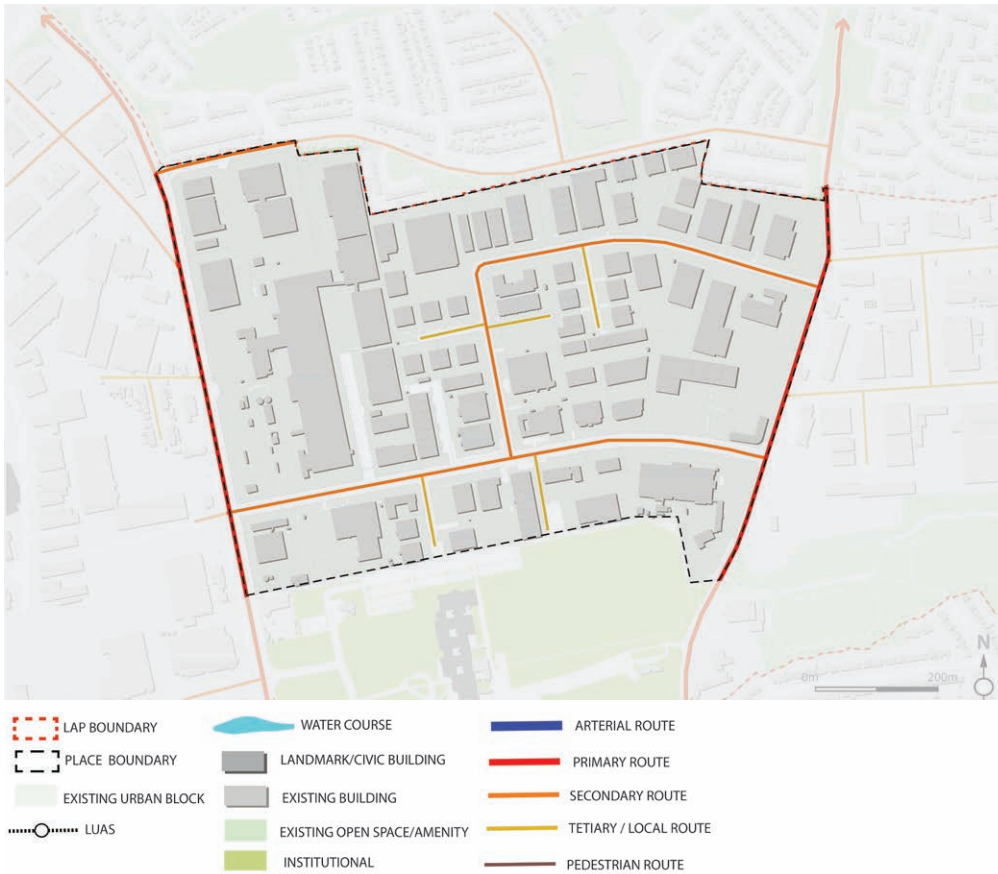 N
0m 200m
LAP BOUNDARY
PLACE BOUNDARY
EXISTING URBAN BLOCK
LUAS
WATER COURSE
LANDMARK/CIVIC BUILDING
EXISTING BUILDING
EXISTING OPEN SPACE/AMENITY
INSTITUTIONAL
ARTERIAL ROUTE
PRIMARY ROUTE
SECONDARY ROUTE
TETIARY / LOCAL ROUTE
PEDESTRIAN ROUTE